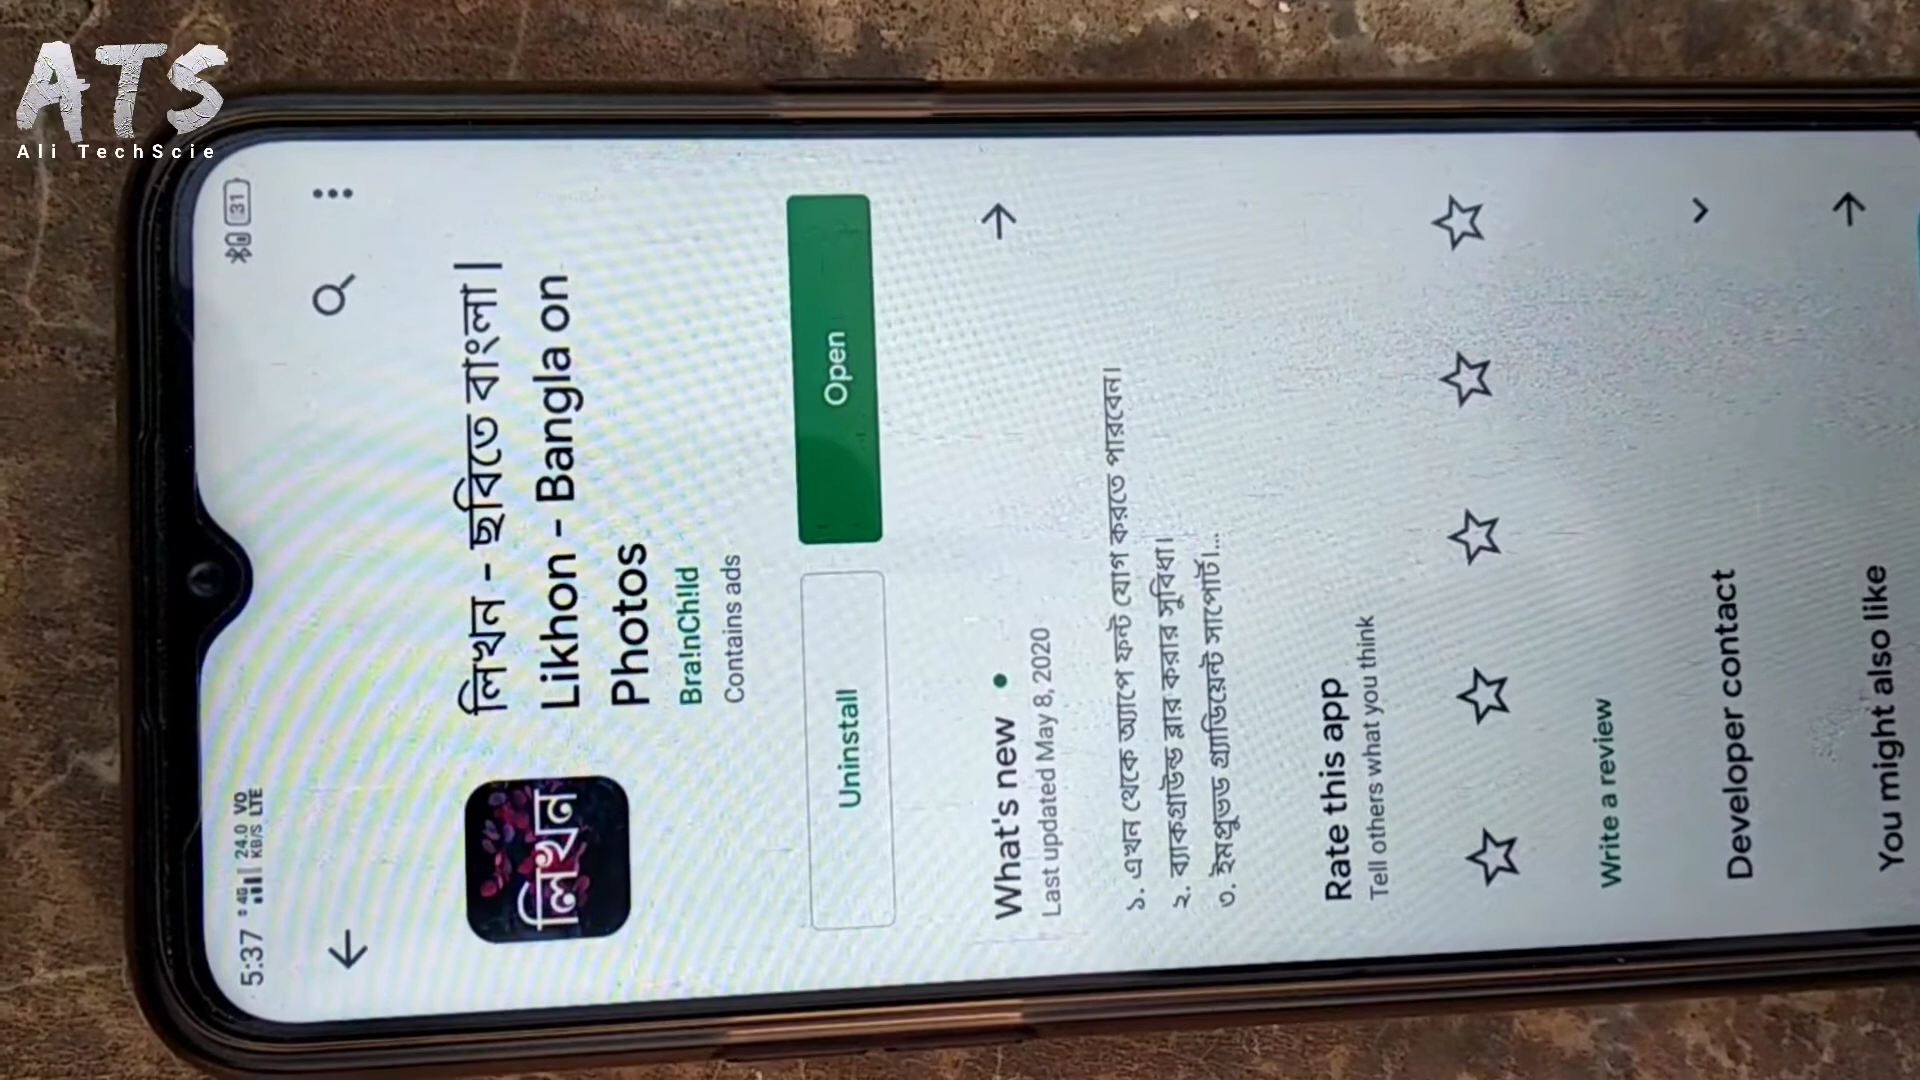 ATS
Ali TechScie
5:37 4G 24.0 KB/S VO LTE 31
লিখন - ছবিতে বাংলা |
Likhon - Bangla on
Photos
Bra!nCh!ld
Contains ads
লিখন
Uninstall
Open
What's new
Last updated May 8, 2020
১. এখন থেকে অ্যাপে ফন্ট যোগ করতে পারবেন।
২. ব্যাকগ্রাউন্ড ব্লার করার সুবিধা।
৩. ইমপ্রুভড গ্র্যাডিয়েন্ট সাপোর্ট।...
Rate this app
Tell others what you think
Write a review
Developer contact
You might also like